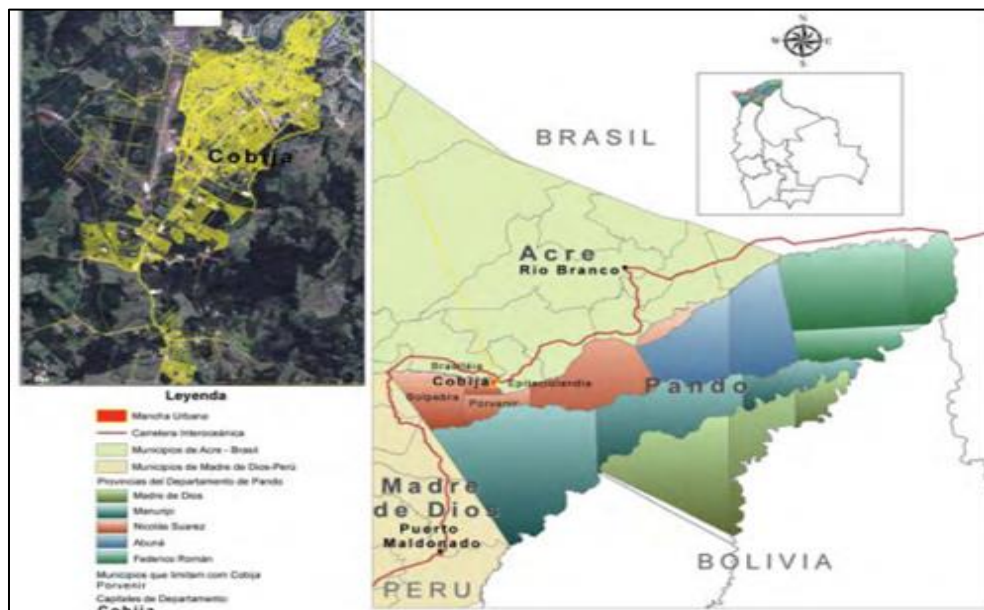 Cobija
Leyenda
Mancha Urbano
Carretera Interoceánica
Municipios de Acre - Brasil
Municipios de Madre de Dios-Perú
Provincias del Departamento de Pando
Madre de Dios
Manuripi
Nicolás Suarez
Abuná
Federico Román
Municipios que limitam com Cobija
Porvenir
Capitales de Departamento:
Cobija
N
S
BRASIL
Acre
Rio Branco
Cobija
Epitaciolandia
Porvenir
Pando
Madre
de Dios
Puerto
Maldonado
PERU
BOLIVIA